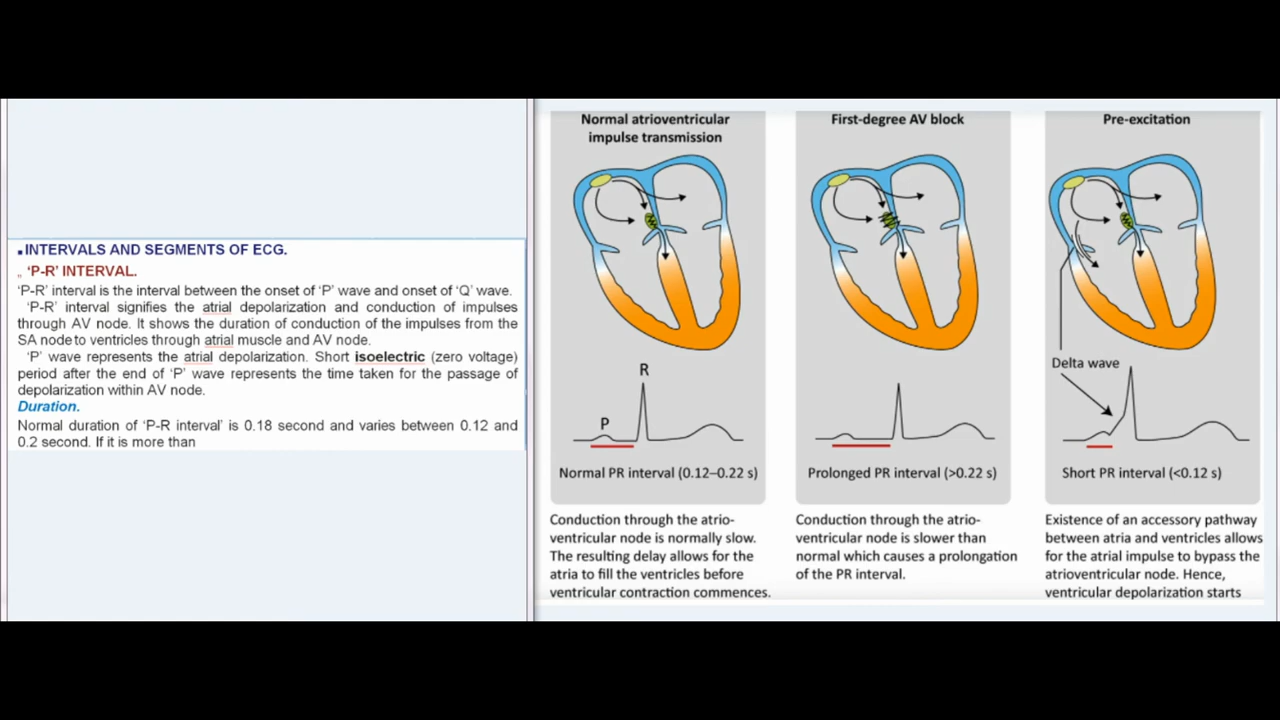 ▪INTERVALS AND SEGMENTS OF ECG.
„ ‘P-R’ INTERVAL.
‘P-R’ interval is the interval between the onset of ‘P’ wave and onset of ‘Q’ wave.
‘P-R’ interval signifies the atrial depolarization and conduction of impulses
through AV node. It shows the duration of conduction of the impulses from the
SA node to ventricles through atrial muscle and AV node.
‘P’ wave represents the atrial depolarization. Short isoelectric (zero voltage)
period after the end of ‘P’ wave represents the time taken for the passage of
depolarization within AV node.
Duration.
Normal duration of ‘P-R interval’ is 0.18 second and varies between 0.12 and
0.2 second. If it is more than
Normal atrioventricular
impulse transmission
R
P
Normal PR interval (0.12–0.22 s)
Conduction through the atrio-
ventricular node is normally slow.
The resulting delay allows for the
atria to fill the ventricles before
ventricular contraction commences.
First-degree AV block
Prolonged PR interval (>0.22 s)
Conduction through the atrio-
ventricular node is slower than
normal which causes a prolongation
of the PR interval.
Pre-excitation
Delta wave
Short PR interval (<0.12 s)
Existence of an accessory pathway
between atria and ventricles allows
for the atrial impulse to bypass the
atrioventricular node. Hence,
ventricular depolarization starts